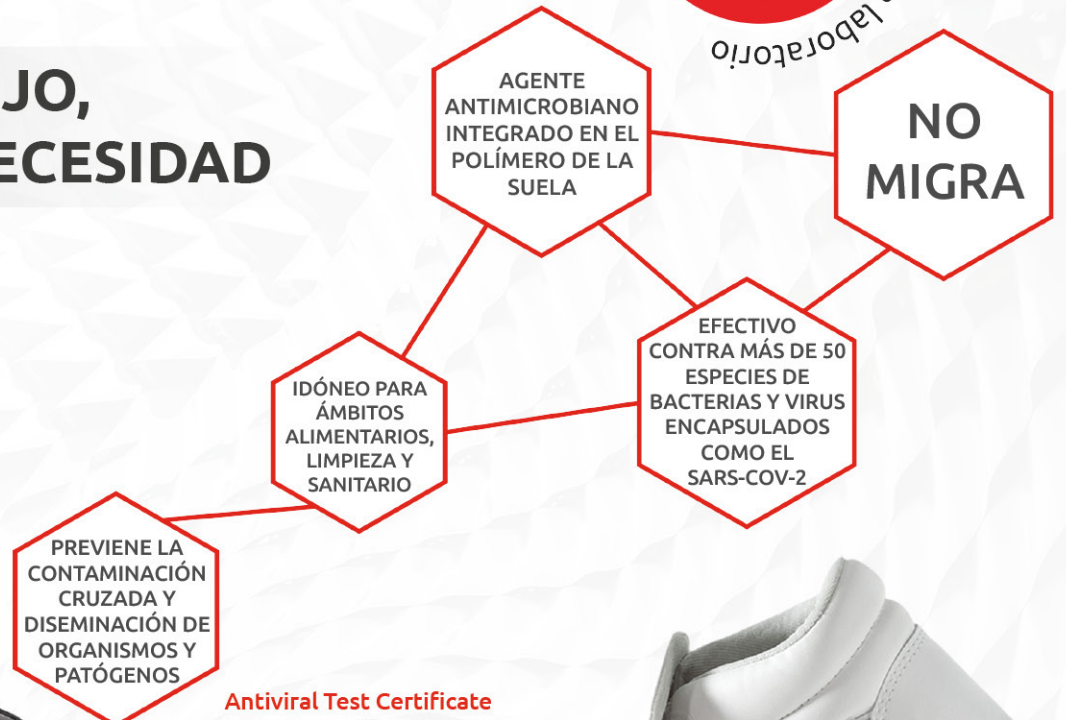 laboratorio
JO,
ECESIDAD
AGENTE
ANTIMICROBIANO
INTEGRADO EN EL
POLÍMERO DE LA
SUELA
NO
MIGRA
EFECTIVO
CONTRA MÁS DE 50
ESPECIES DE
BACTERIAS Y VIRUS
ENCAPSULADOS
COMO EL
SARS-COV-2
IDÓNEO PARA
ÁMBITOS
ALIMENTARIOS,
LIMPIEZA Y
SANITARIO
PREVIENE LA
CONTAMINACIÓN
CRUZADA Y
DISEMINACIÓN DE
ORGANISMOS Y
PATÓGENOS
Antiviral Test Certificate